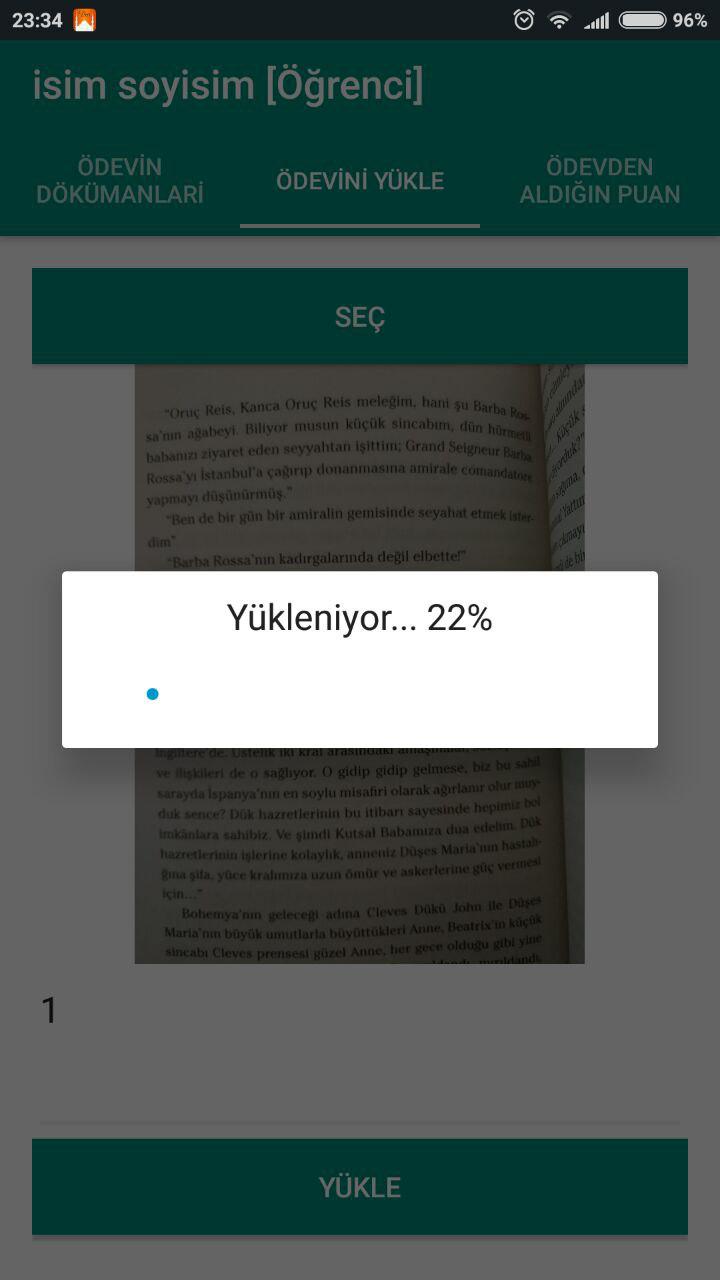 23:34
96%
isim soyisim [Öğrenci]
ÖDEVİN
DÖKÜMANLARİ
ÖDEVİNİ YÜKLE
ÖDEVDEN
ALDIĞIN PUAN
SEÇ
"Oruç Reis, Kanca Oruç Reis meleğim, hani şu Barba Ros-
sa'nın ağabeyi. Biliyor musun küçük sincabım, dün hürmetli
babanızı ziyaret eden seyyahtan işittim; Grand Seigneur Barba
Rossa'yı İstanbul'a çağırıp donanmasına amirale comandatore
yapmayı düşünürmüş."
"Ben de bir gün bir amiralin gemisinde seyahat etmek ister-
dim"
"Barba Rossa'nın kadırgalarında değil elbette!"
Yükleniyor... 22%
İngiltere de. Üstelik iki kral arasındaki
ve ilişkileri de o sağlıyor. O gidip gidip gelmese, biz bu sahil
sarayda İspanya'nın en soylu misafiri olarak ağırlanır olur muy-
duk sence? Dük hazretlerinin bu itibarı sayesinde hepimiz bol
imkânlara sahibiz. Ve şimdi Kutsal Babamıza dua edelim. Dük
hazretlerinin işlerine kolaylık, anneniz Düşes Maria'nın hastalı-
ğına şifa, yüce kralımıza uzun ömür ve askerlerine güç vermesi
için..."
Bohemya'nın geleceği adına Cleves Dükü John ile Düşes
Maria'nın büyük umutlarla büyüttükleri Anne, Beatrix'in küçük
sincabı Cleves prensesi güzel Anne, her gece olduğu gibi yine
1
YÜKLE